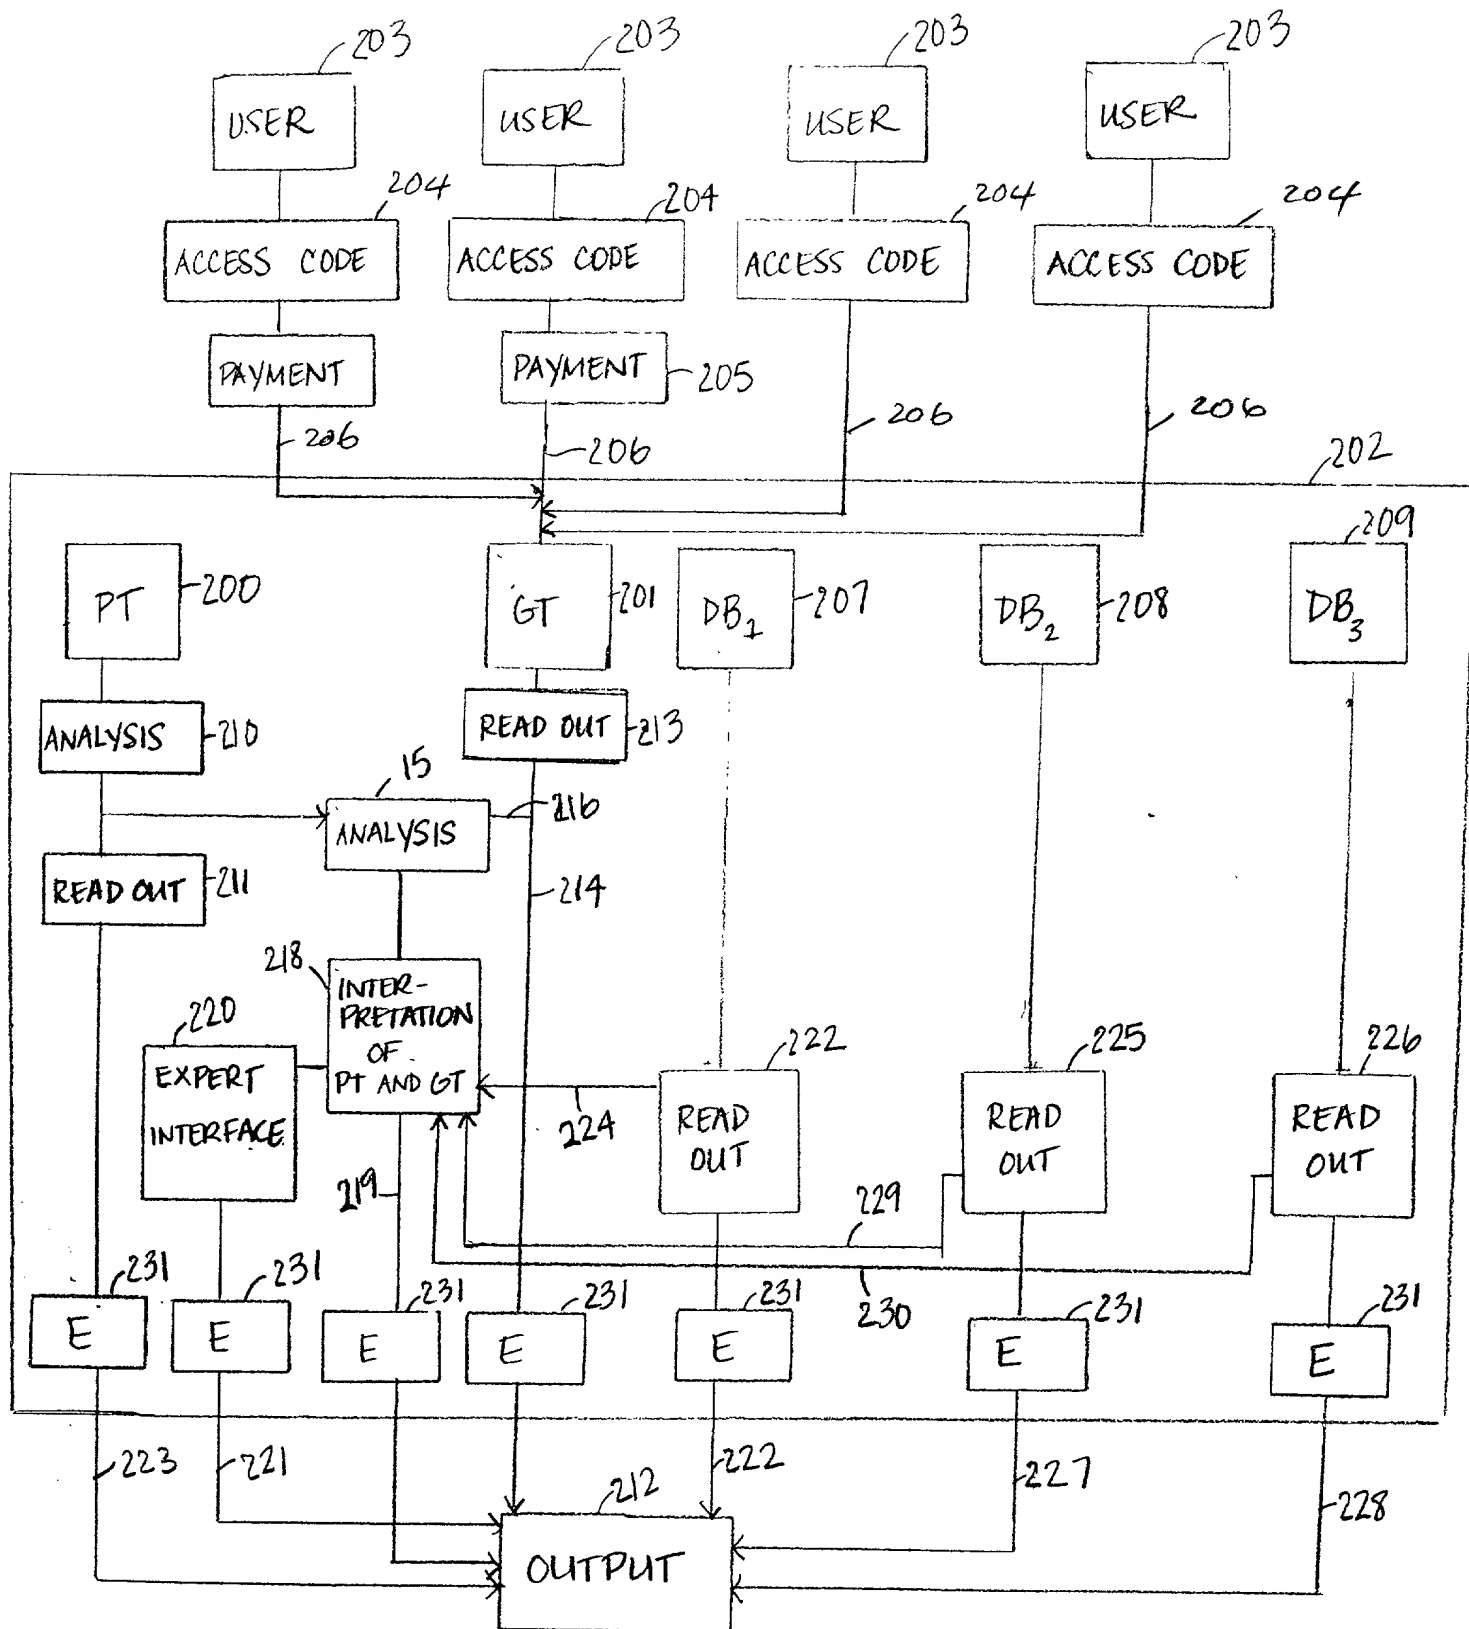 203
203
203
203
USER
USER
USER
USER
204
204
204
204
ACCESS CODE
ACCESS CODE
ACCESS CODE
ACCESS CODE
PAYMENT
PAYMENT
205
206
206
206
206
202
PT
200
GT
201
DB1
207
DB2
208
209
DB3
ANALYSIS
210
READ OUT
213
15
ANALYSIS
216
READ OUT
211
214
218
INTER-
PRETATION
OF
PT AND GT
220
EXPERT
INTERFACE
222
READ
OUT
224
225
READ
OUT
226
READ
OUT
219
229
230
231
E
231
E
231
E
231
E
231
E
231
E
231
E
223
221
222
227
228
212
OUTPUT